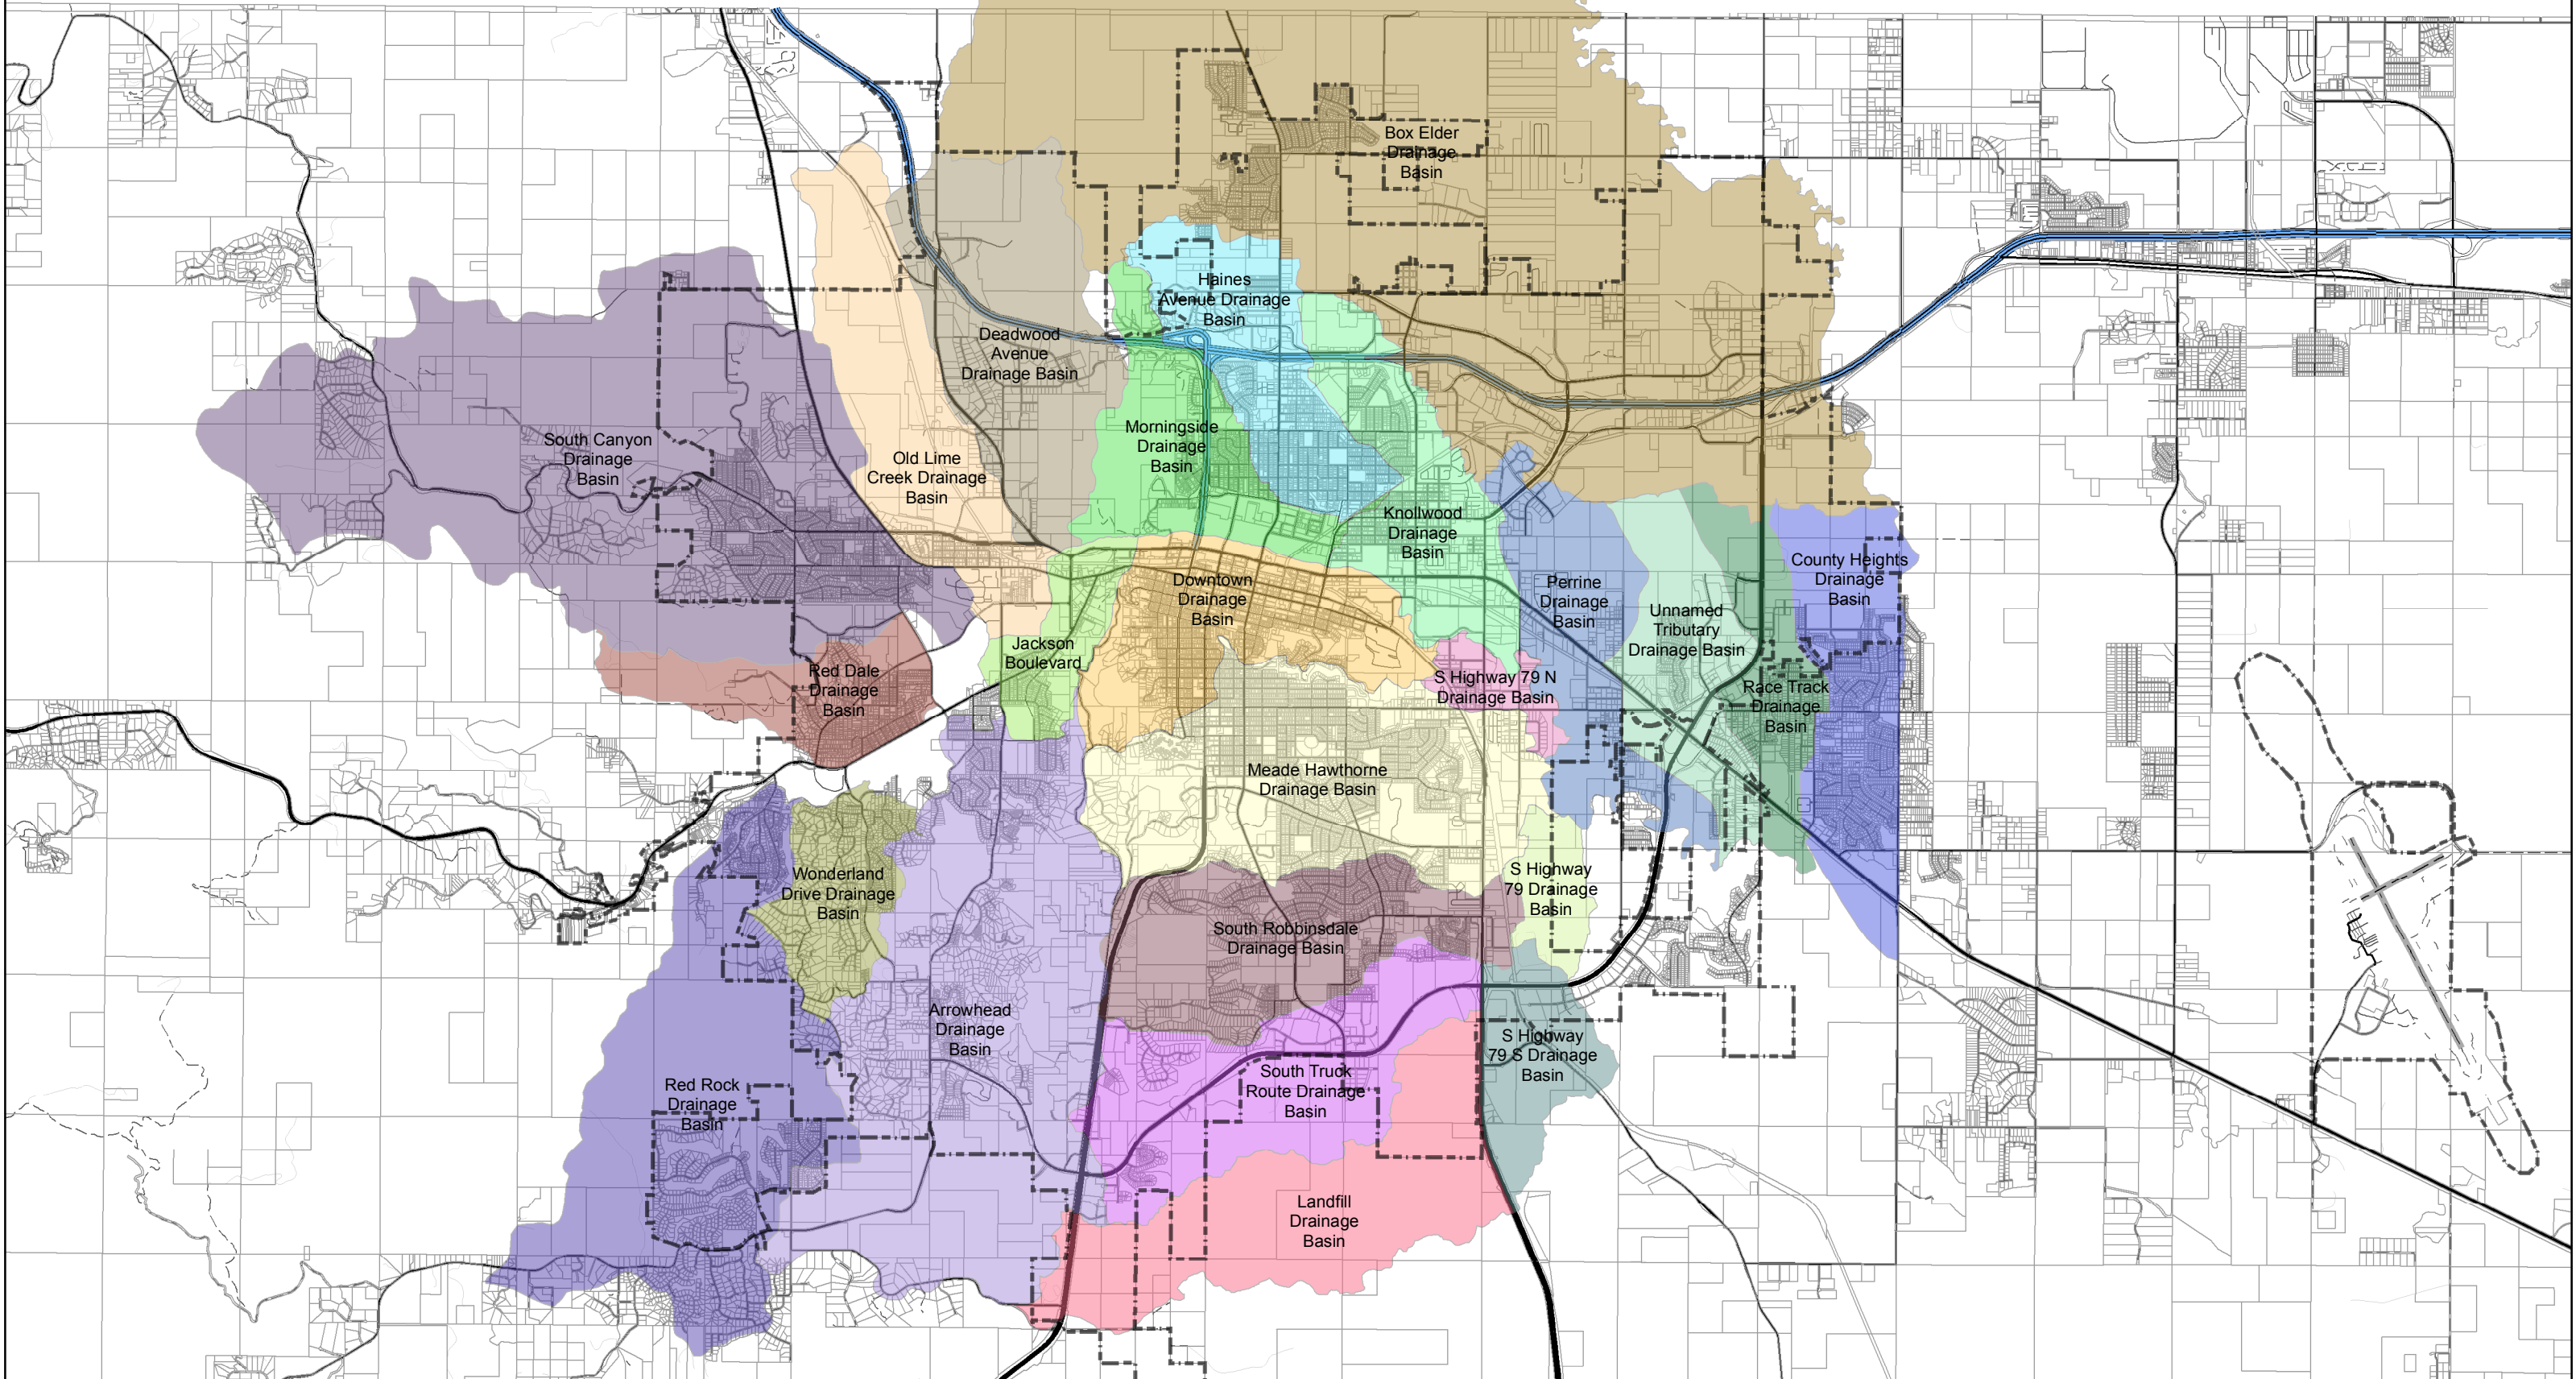 Box Elder
Drainage
Basin
Haines
Avenue Drainage
Basin
Deadwood
Avenue
Drainage Basin
Morningside
Drainage
Basin
South Canyon
Drainage
Basin
Old Lime
Creek Drainage
Basin
Knollwood
Drainage
Basin
County Heights
Drainage
Basin
Downtown
Drainage
Basin
Perrine
Drainage
Basin
Unnamed
Tributary
Drainage Basin
Jackson
Boulevard
Red Dale
Drainage
Basin
S Highway 79 N
Drainage Basin
Race Track
Drainage
Basin
Meade Hawthorne
Drainage Basin
Wonderland
Drive Drainage
Basin
S Highway
79 Drainage
Basin
South Robbinsdale
Drainage Basin
Arrowhead
Drainage
Basin
S Highway
79 S Drainage
Basin
South Truck
Route Drainage
Basin
Red Rock
Drainage
Basin
Landfill
Drainage
Basin